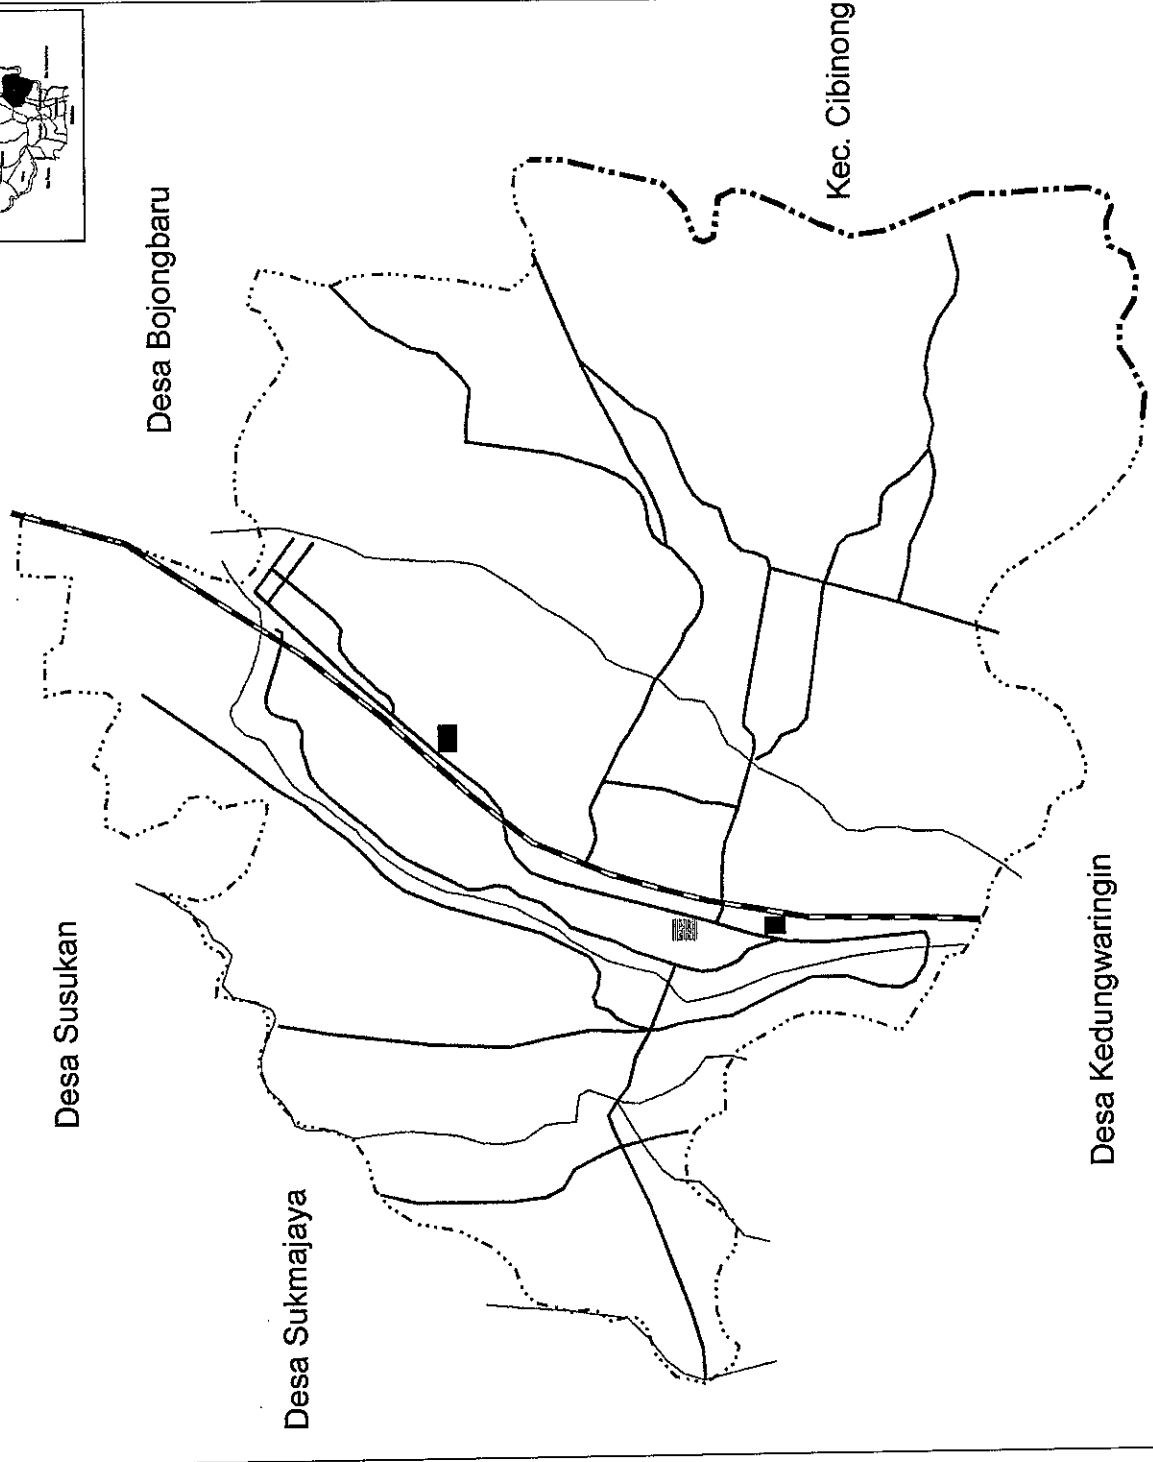 Desa Susukan
Desa Bojongbaru
Kec. Cibinong
Desa Sukmajaya
Desa Kedungwaringin